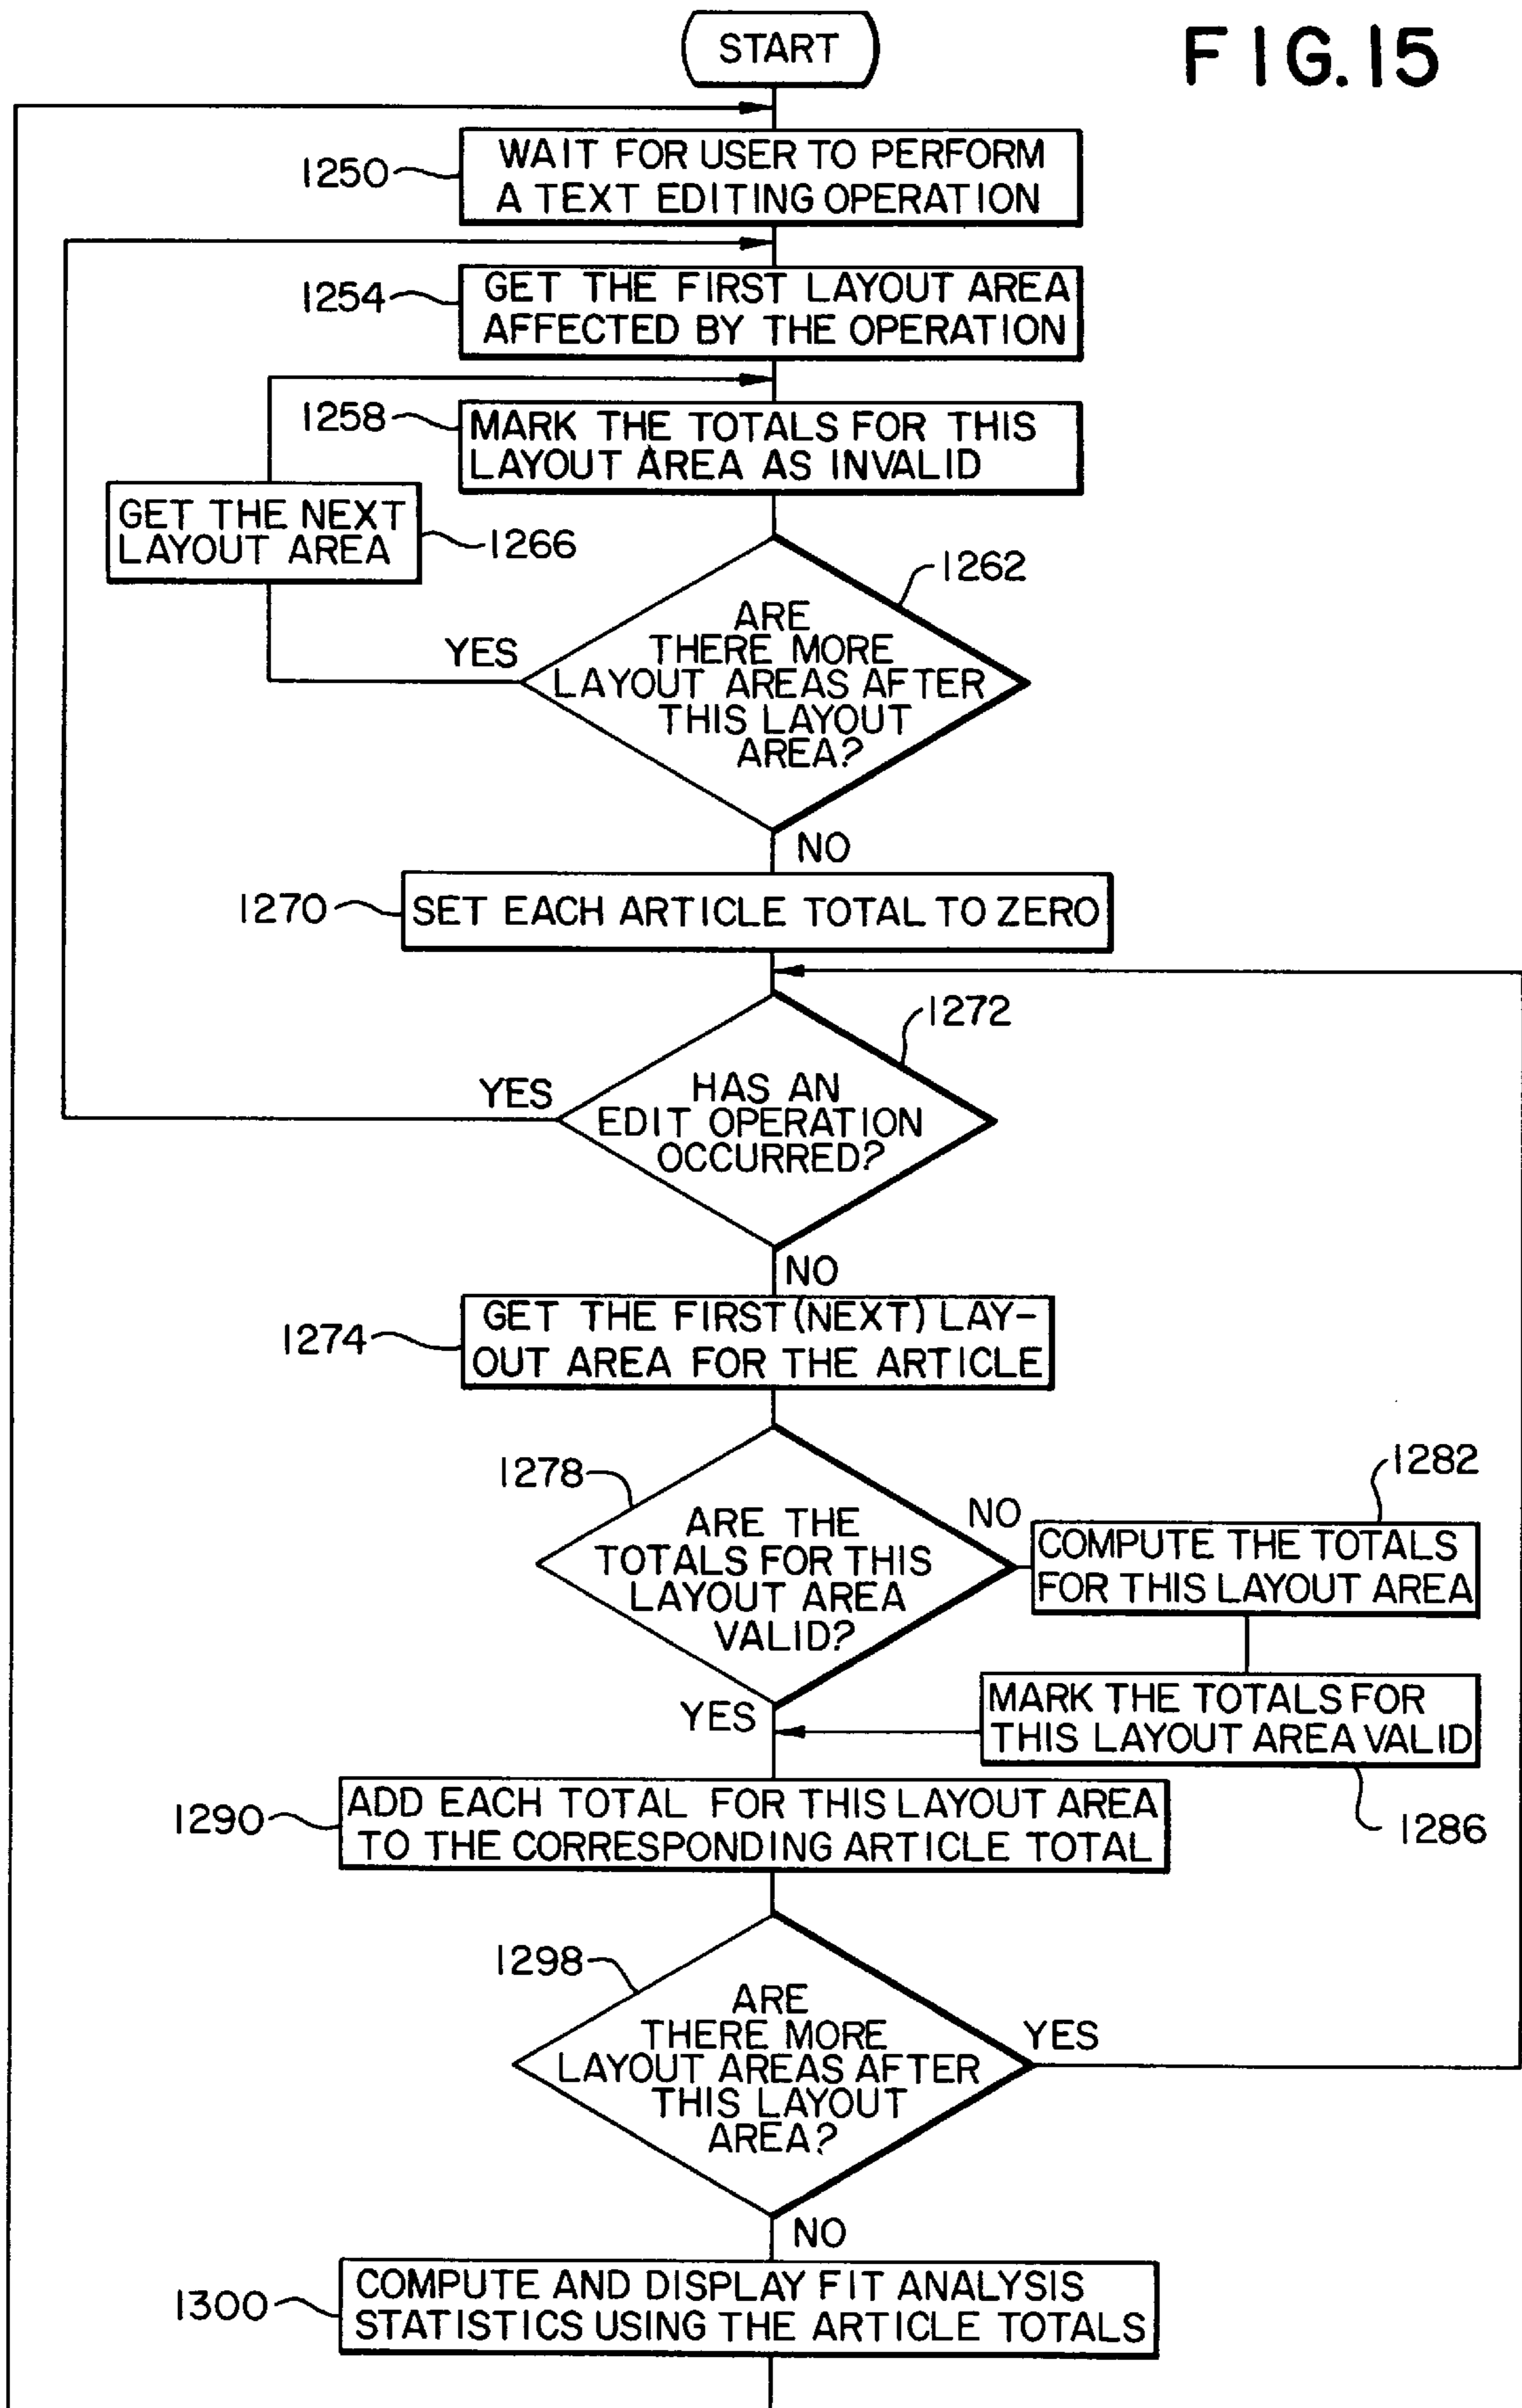 START
FIG.15
1250
WAIT FOR USER TO PERFORM
A TEXT EDITING OPERATION
1254
GET THE FIRST LAYOUT AREA
AFFECTED BY THE OPERATION
1258
MARK THE TOTALS FOR THIS
LAYOUT AREA AS INVALID
GET THE NEXT
LAYOUT AREA
1266
1262
ARE
THERE MORE
LAYOUT AREAS AFTER
THIS LAYOUT
AREA?
YES
NO
1270
SET EACH ARTICLE TOTAL TO ZERO
1272
HAS AN
EDIT OPERATION
OCCURRED?
YES
NO
1274
GET THE FIRST (NEXT) LAY-
OUT AREA FOR THE ARTICLE
1278
ARE THE
TOTALS FOR THIS
LAYOUT AREA
VALID?
NO
1282
COMPUTE THE TOTALS
FOR THIS LAYOUT AREA
YES
MARK THE TOTALS FOR
THIS LAYOUT AREA VALID
1286
1290
ADD EACH TOTAL FOR THIS LAYOUT AREA
TO THE CORRESPONDING ARTICLE TOTAL
1298
ARE
THERE MORE
LAYOUT AREAS AFTER
THIS LAYOUT
AREA?
YES
NO
1300
COMPUTE AND DISPLAY FIT ANALYSIS
STATISTICS USING THE ARTICLE TOTALS